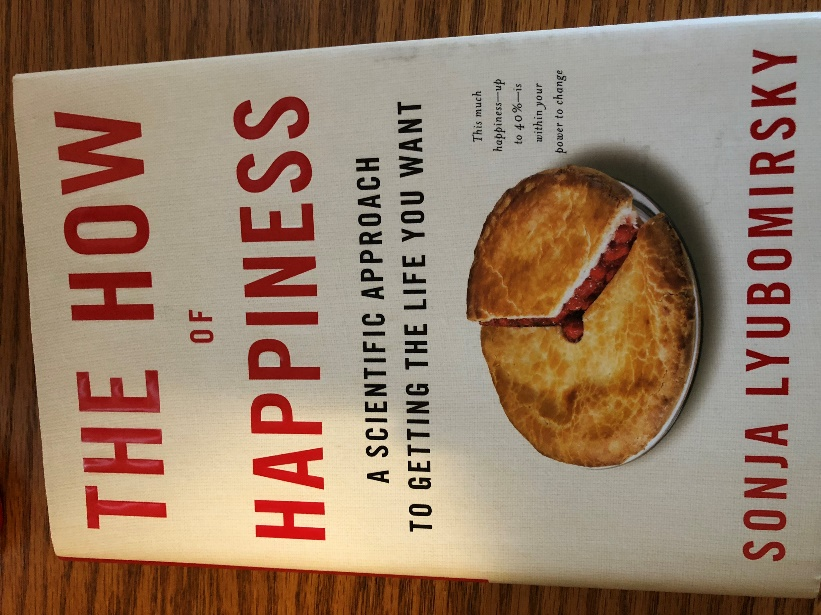 THE HOW
OF
HAPPINESS
A SCIENTIFIC APPROACH
TO GETTING THE LIFE YOU WANT
This much
happiness—up
to 40%—is
within your
power to change
SONJA LYUBOMIRSKY